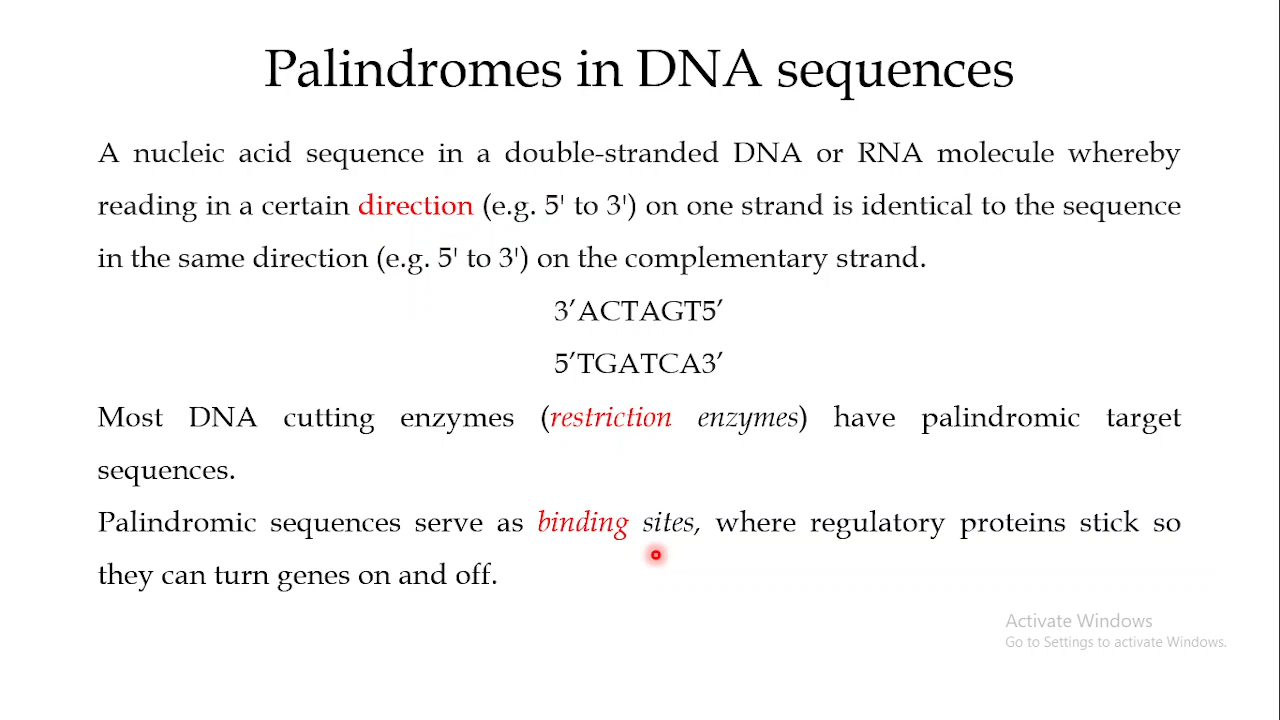 Palindromes in DNA sequences
A nucleic acid sequence in a double-stranded DNA or RNA molecule whereby
reading in a certain direction (e.g. 5' to 3') on one strand is identical to the sequence
in the same direction (e.g. 5' to 3') on the complementary strand.
3′ACTAGT5′
5′TGATCA3′
Most DNA cutting enzymes (restriction enzymes) have palindromic target
sequences.
Palindromic sequences serve as binding sites, where regulatory proteins stick so
they can turn genes on and off.
Activate Windows
Go to Settings to activate Windows.